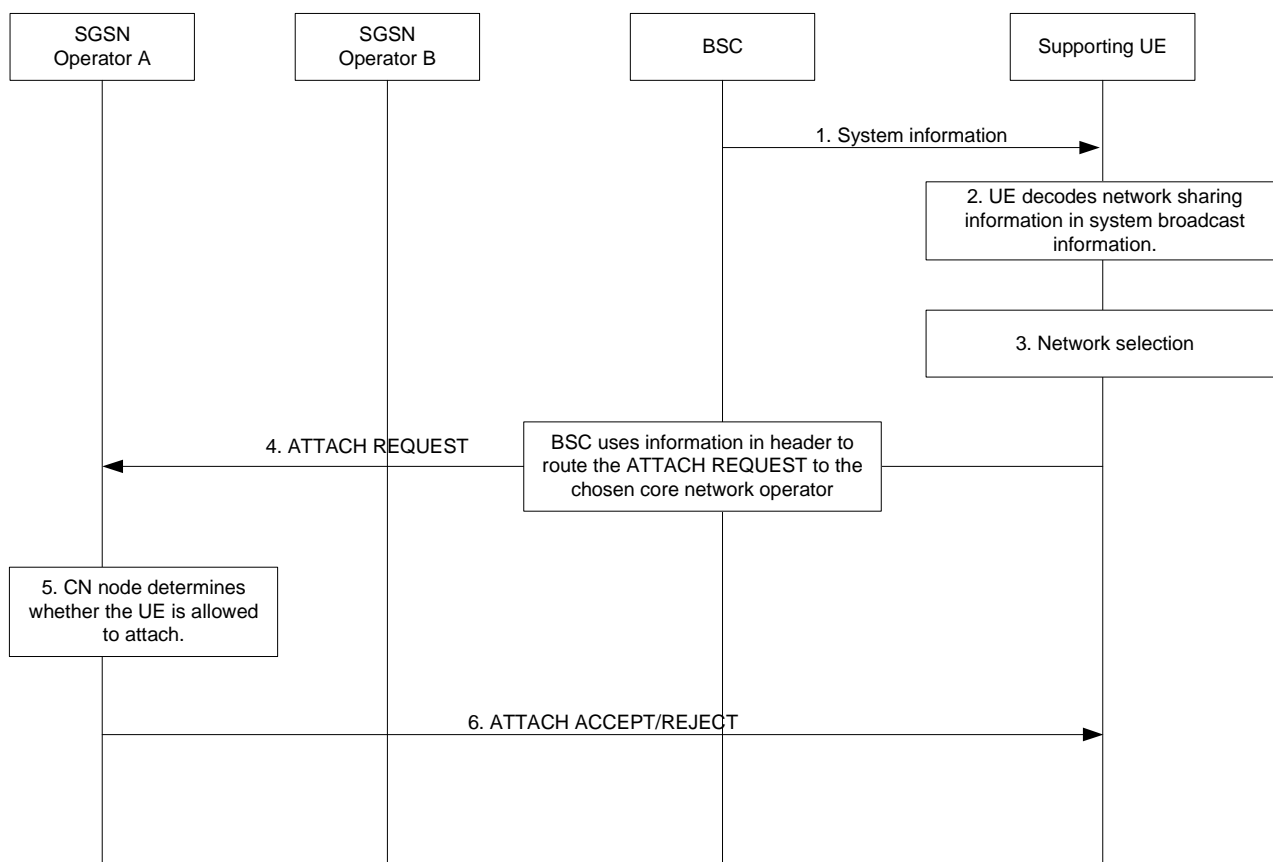 SGSN
Operator A
SGSN
Operator B
BSC
Supporting UE
1. System information
2. UE decodes network sharing
information in system broadcast
information.
3. Network selection
4. ATTACH REQUEST
BSC uses information in header to
route the ATTACH REQUEST to the
chosen core network operator
5. CN node determines
whether the UE is allowed
to attach.
6. ATTACH ACCEPT/REJECT